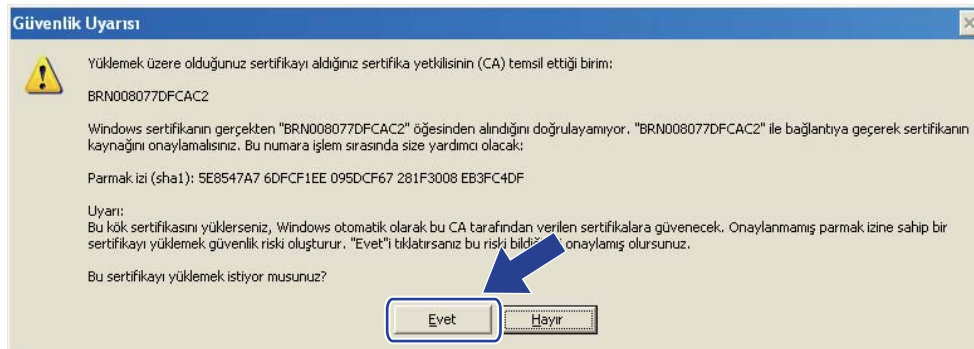 Güvenlik Uyarısı
Yüklemek üzere olduğunuz sertifikayı aldığınız sertifika yetkilisinin (CA) temsil ettiği birim:
BRN008077DFCAC2
Windows sertifikanın gerçekten "BRN008077DFCAC2" öğesinden alındığını doğrulayamıyor. "BRN008077DFCAC2" ile bağlantıya geçerek sertifikanın
kaynağını onaylamalısınız. Bu numara işlem sırasında size yardımcı olacak:
Parmak izi (sha1): 5E8547A7 6DFCF1EE 095DCF67 281F3008 EB3FC4DF
Uyarı:
Bu kök sertifikasını yüklerseniz, Windows otomatik olarak bu CA tarafından verilen sertifikalara güvenecek. Onaylanmamış parmak izine sahip bir
sertifikayı yüklemek güvenlik riski oluşturur. "Evet"i tıklatırsanız bu riski onaylamış olursunuz.
Bu sertifikayı yüklemek istiyor musunuz?
Evet
Hayır